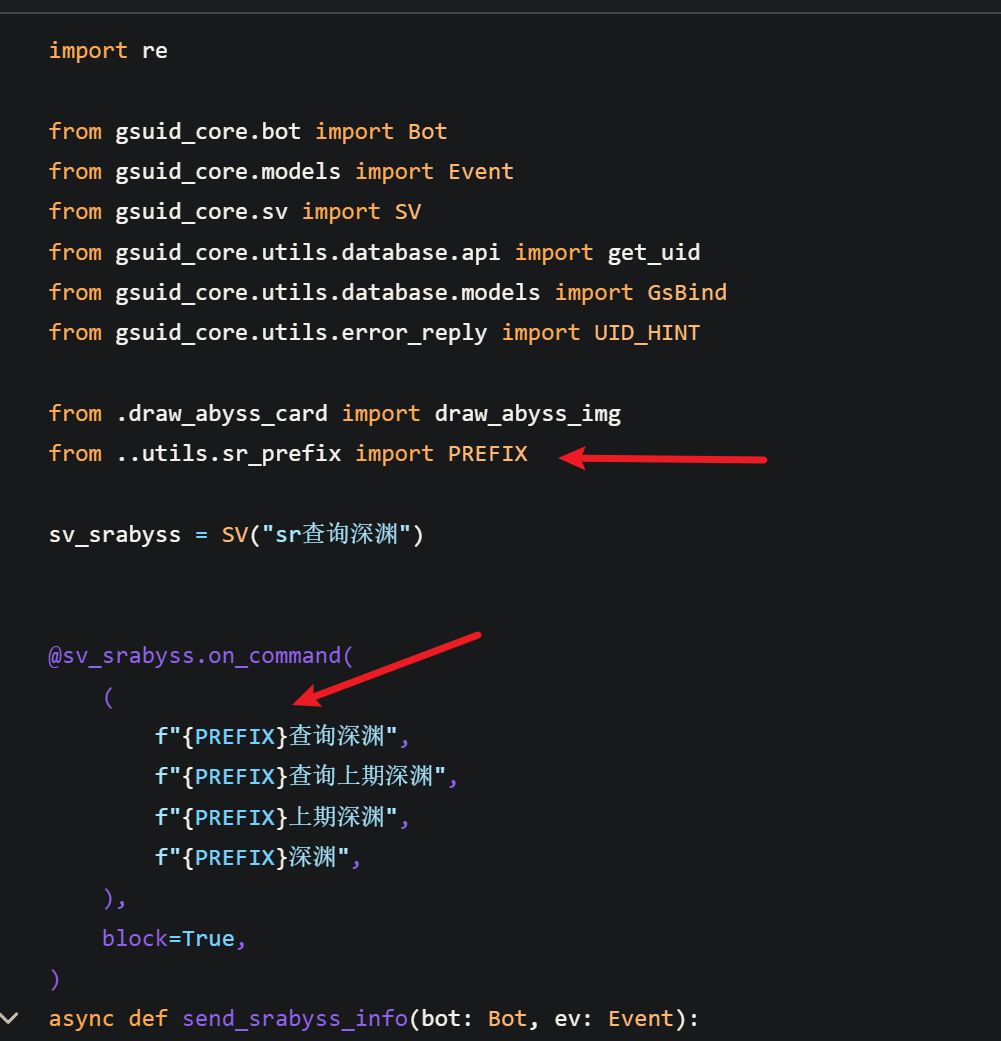 import re
from gsuid_core.bot import Bot
from gsuid_core.models import Event
from gsuid_core.sv import SV
from gsuid_core.utils.database.api import get_uid
from gsuid_core.utils.database.models import GsBind
from gsuid_core.utils.error_reply import UID_HINT
from .draw_abyss_card import draw_abyss_img
from ..utils.sr_prefix import PREFIX
sv_srabyss = SV("sr查询深渊")
@sv_srabyss.on_command(
(
f"{PREFIX}查询深渊",
f"{PREFIX}查询上期深渊",
f"{PREFIX}上期深渊",
f"{PREFIX}深渊",
),
block=True,
)
async def send_srabyss_info(bot: Bot, ev: Event):